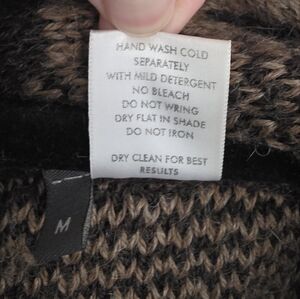 HAND WASH COLD
SEPARATELY
WITH MILD DETERGENT
NO BLEACH
DO NOT WRING
DRY FLAT IN SHADE
DO NOT IRON
DRY CLEAN FOR BEST
RESULTS
M